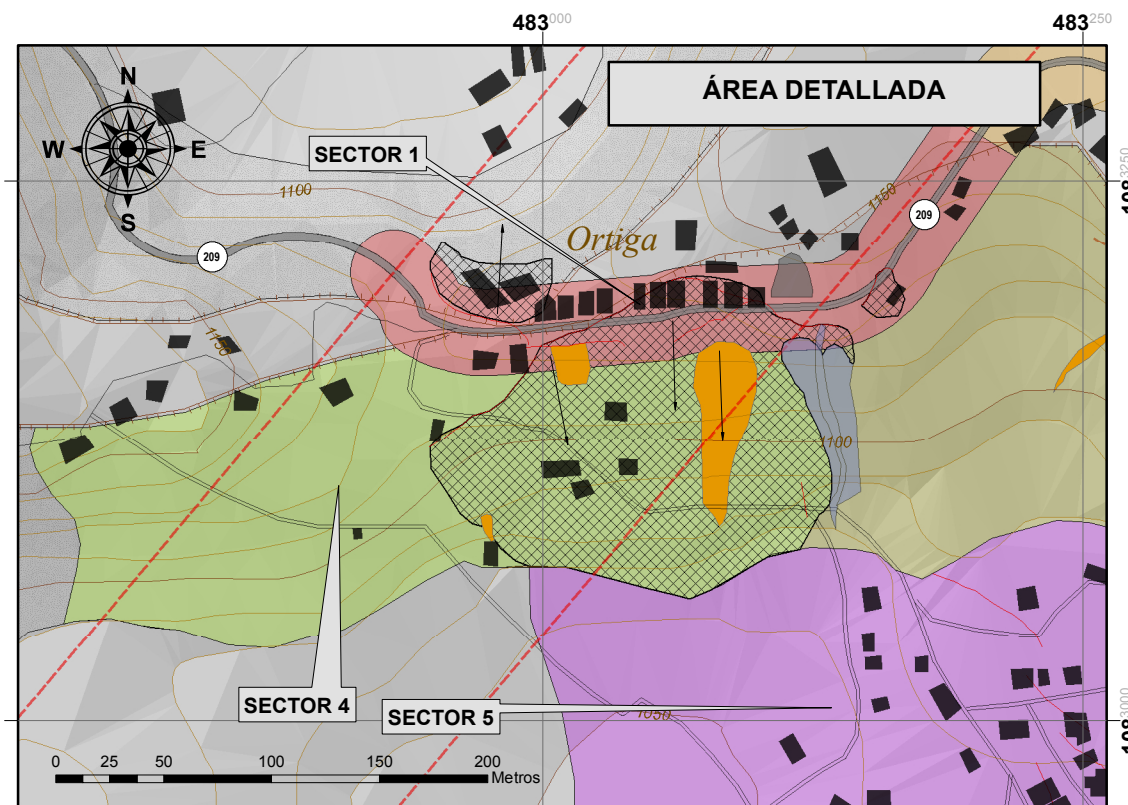 483000
483250
ÁREA DETALLADA
N
W
E
S
SECTOR 1
1100
1150
1083250
209
Ortiga
209
1150
1100
SECTOR 4
SECTOR 5
1050
0 25 50 100 150 200
Metros